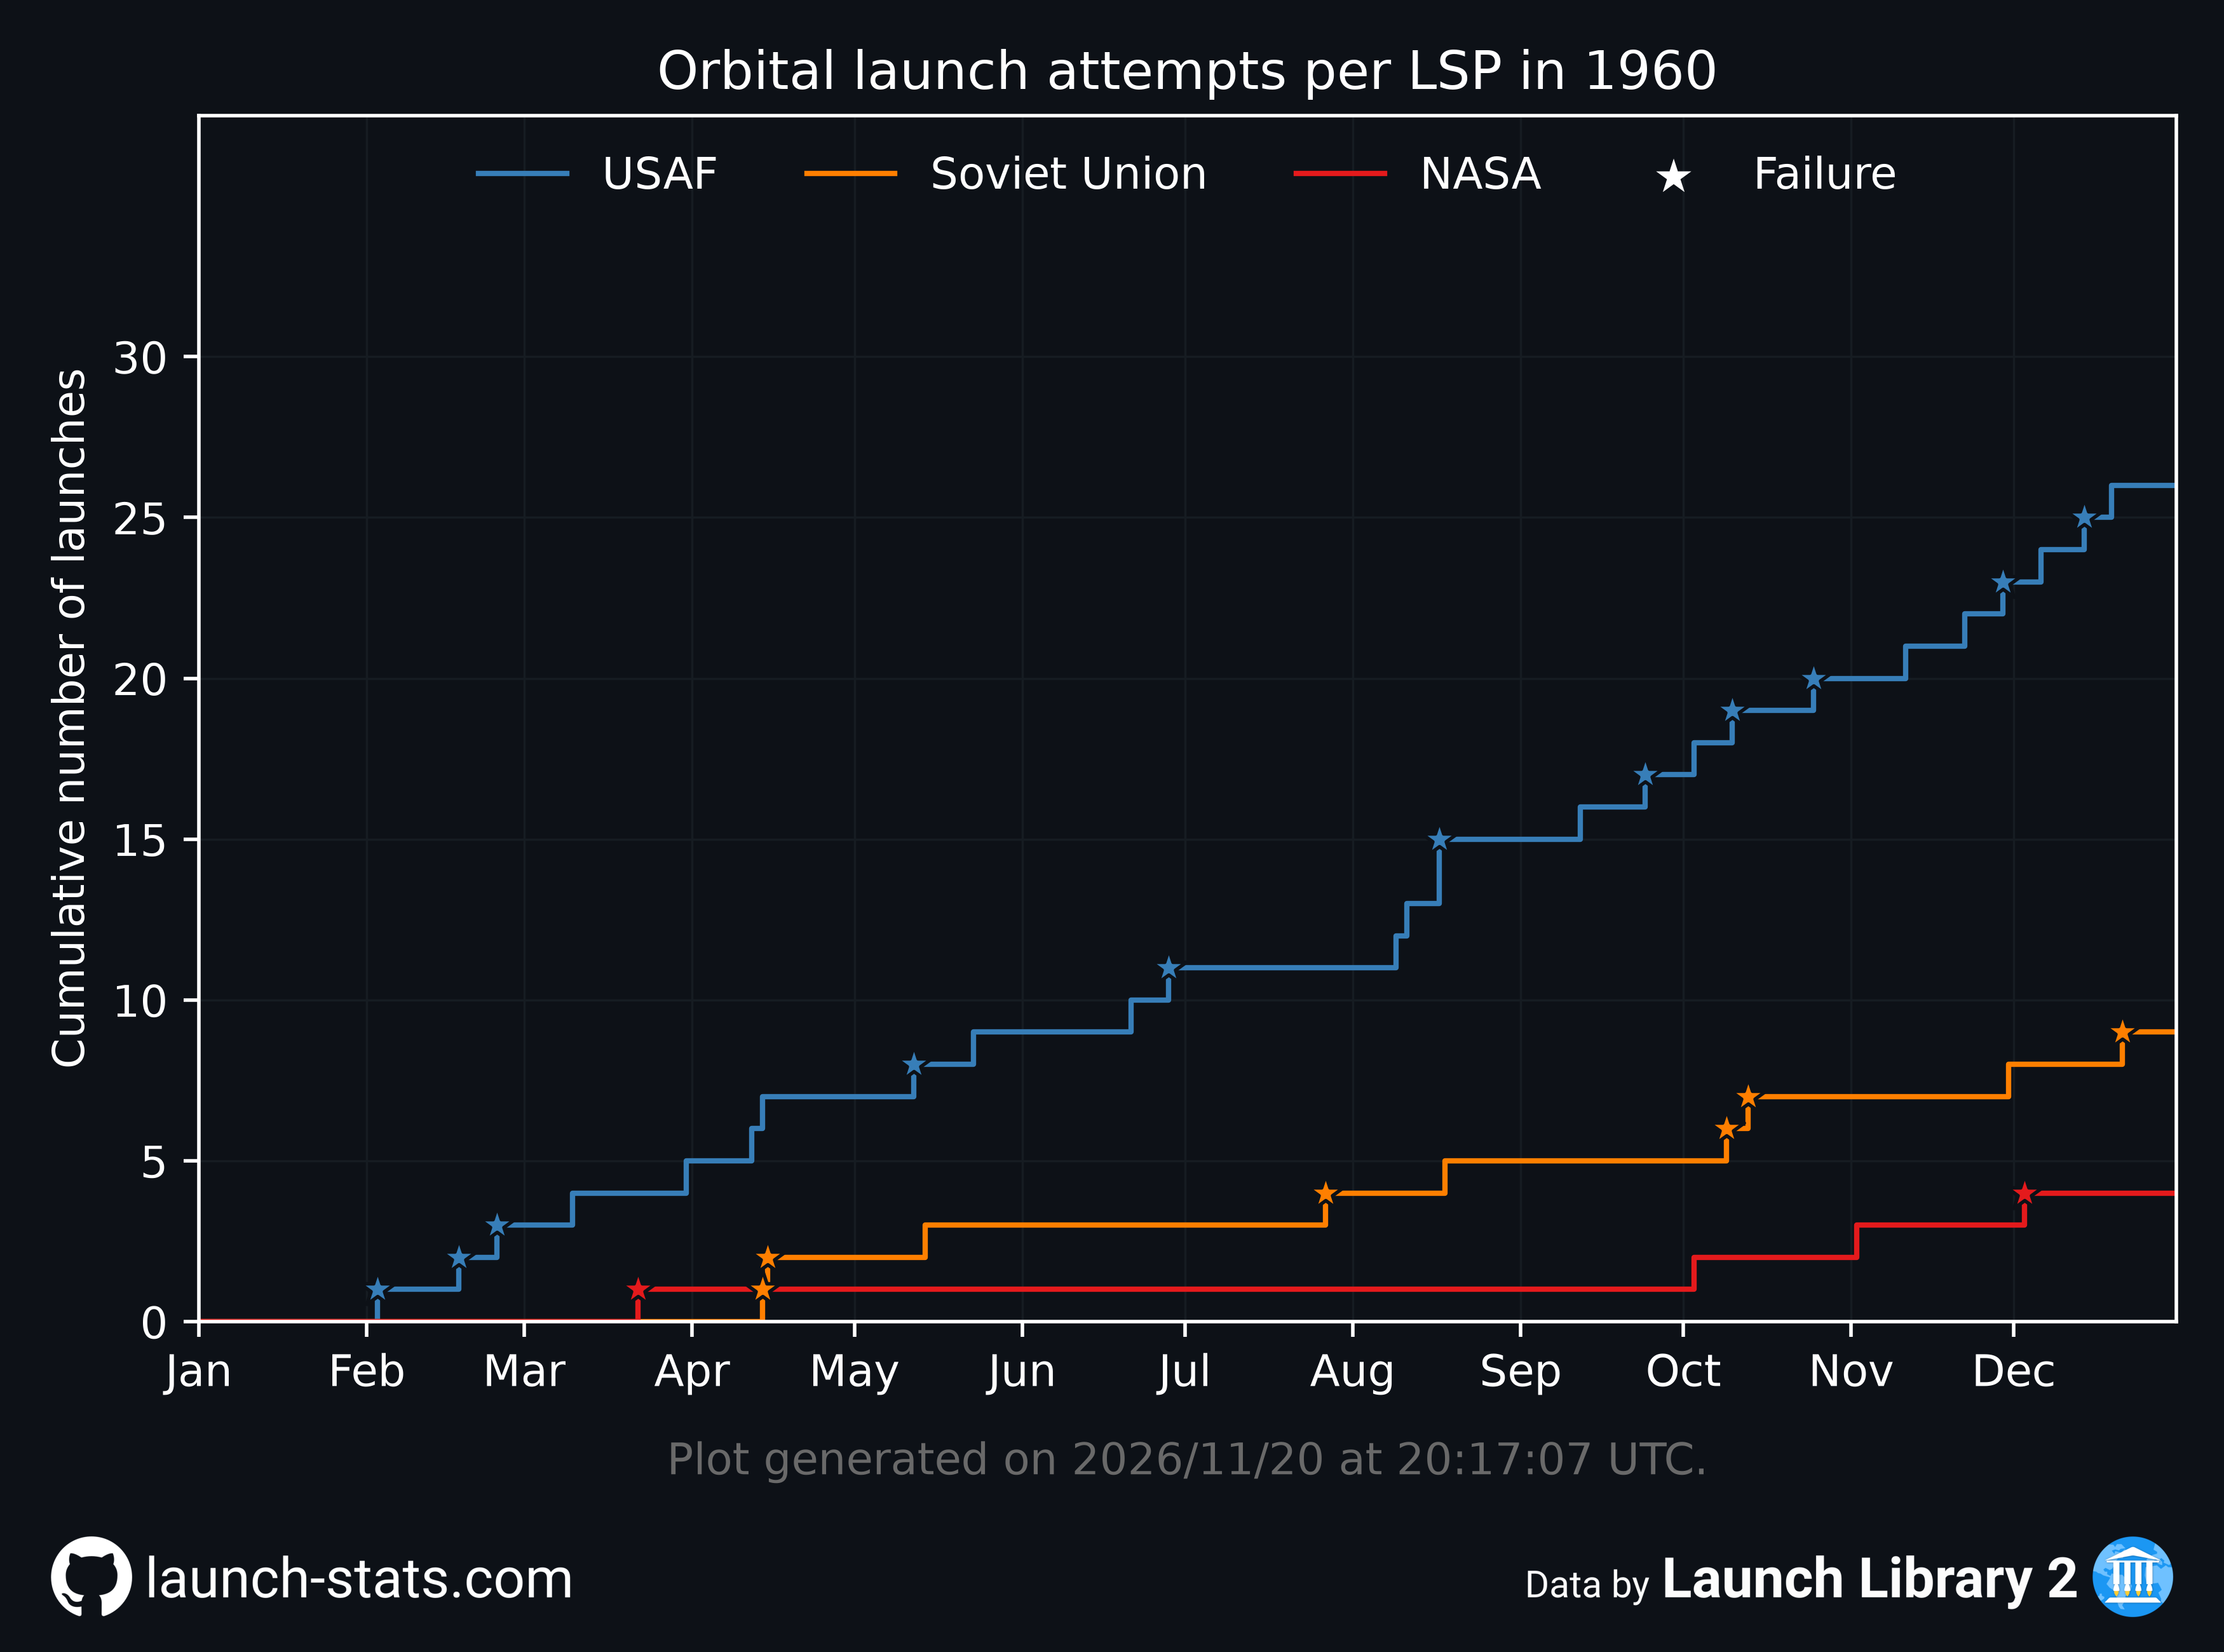 Orbital launch attempts per LSP in 1960
USAF Soviet Union NASA Failure
Cumulative number of launches
30
25
20
15
10
5
0
Jan Feb Mar Apr May Jun Jul Aug Sep Oct Nov Dec
Plot generated on 2026/11/20 at 20:17:07 UTC.
launch-stats.com
Data by Launch Library 2